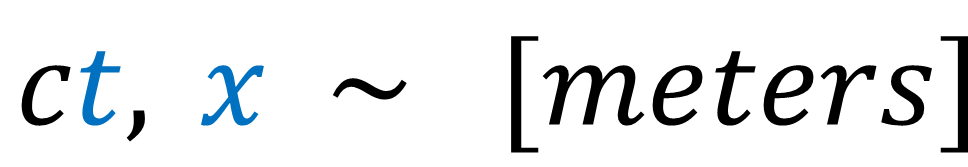 ct, x ~ [meters]